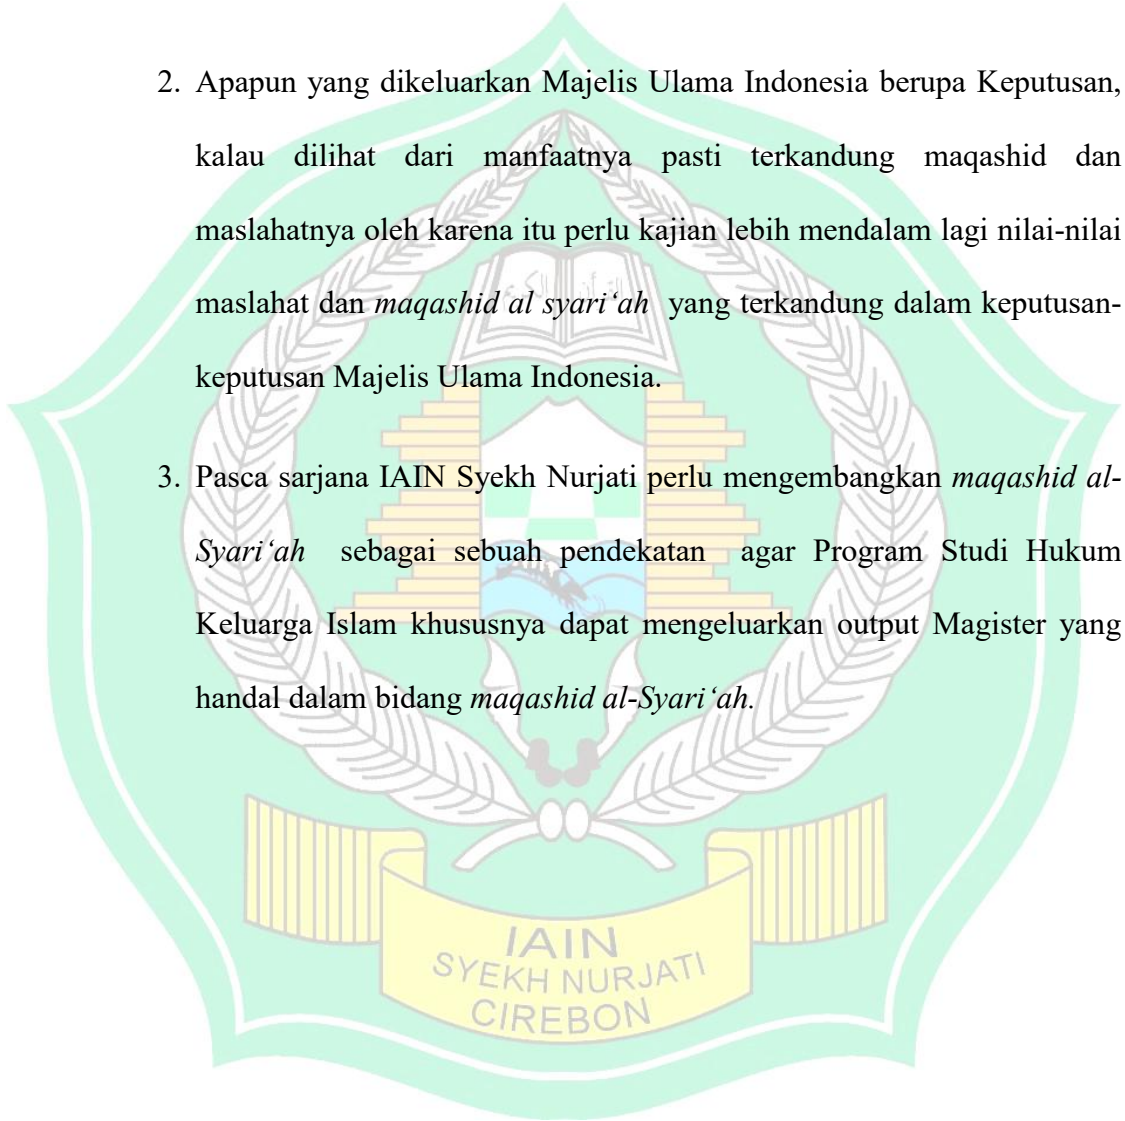 2. Apapun yang dikeluarkan Majelis Ulama Indonesia berupa Keputusan,
kalau dilihat dari manfaatnya pasti terkandung maqashid dan
maslahatnya oleh karena itu perlu kajian lebih mendalam lagi nilai-nilai
maslahat dan maqashid al syari‘ah yang terkandung dalam keputusan-
keputusan Majelis Ulama Indonesia.
3. Pasca sarjana IAIN Syekh Nurjati perlu mengembangkan maqashid al-
Syari‘ah sebagai sebuah pendekatan agar Program Studi Hukum
Keluarga Islam khususnya dapat mengeluarkan output Magister yang
handal dalam bidang maqashid al-Syari‘ah.
IAIN
SYEKH NURJATI
CIREBON